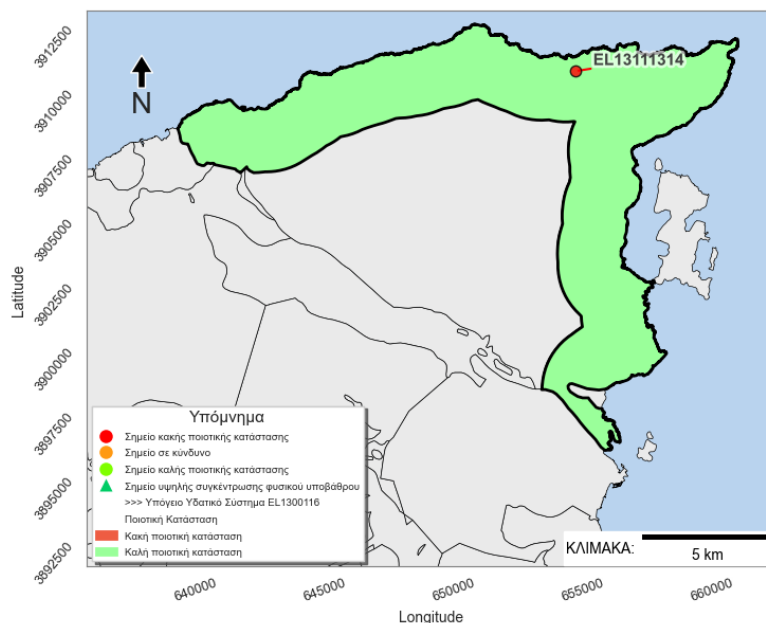 3912500
3910000
3907500
3905000
3902500
3900000
3897500
3895000
3892500
Latitude
N
EL13111314
Υπόμνημα
Σημείο κακής ποιοτικής κατάστασης
Σημείο σε κύνδυνο
Σημείο καλής ποιοτικής κατάστασης
Σημείο υψηλής συγκέντρωσης φυσικού υποβάθρου
>>> Υπόγειο Υδατικό Σύστημα EL1300116
Ποιοτική Κατάσταση
Κακή ποιοτική κατάσταση
Καλή ποιοτική κατάσταση
ΚΛΙΜΑΚΑ:
5 km
640000
645000
650000
655000
660000
Longitude